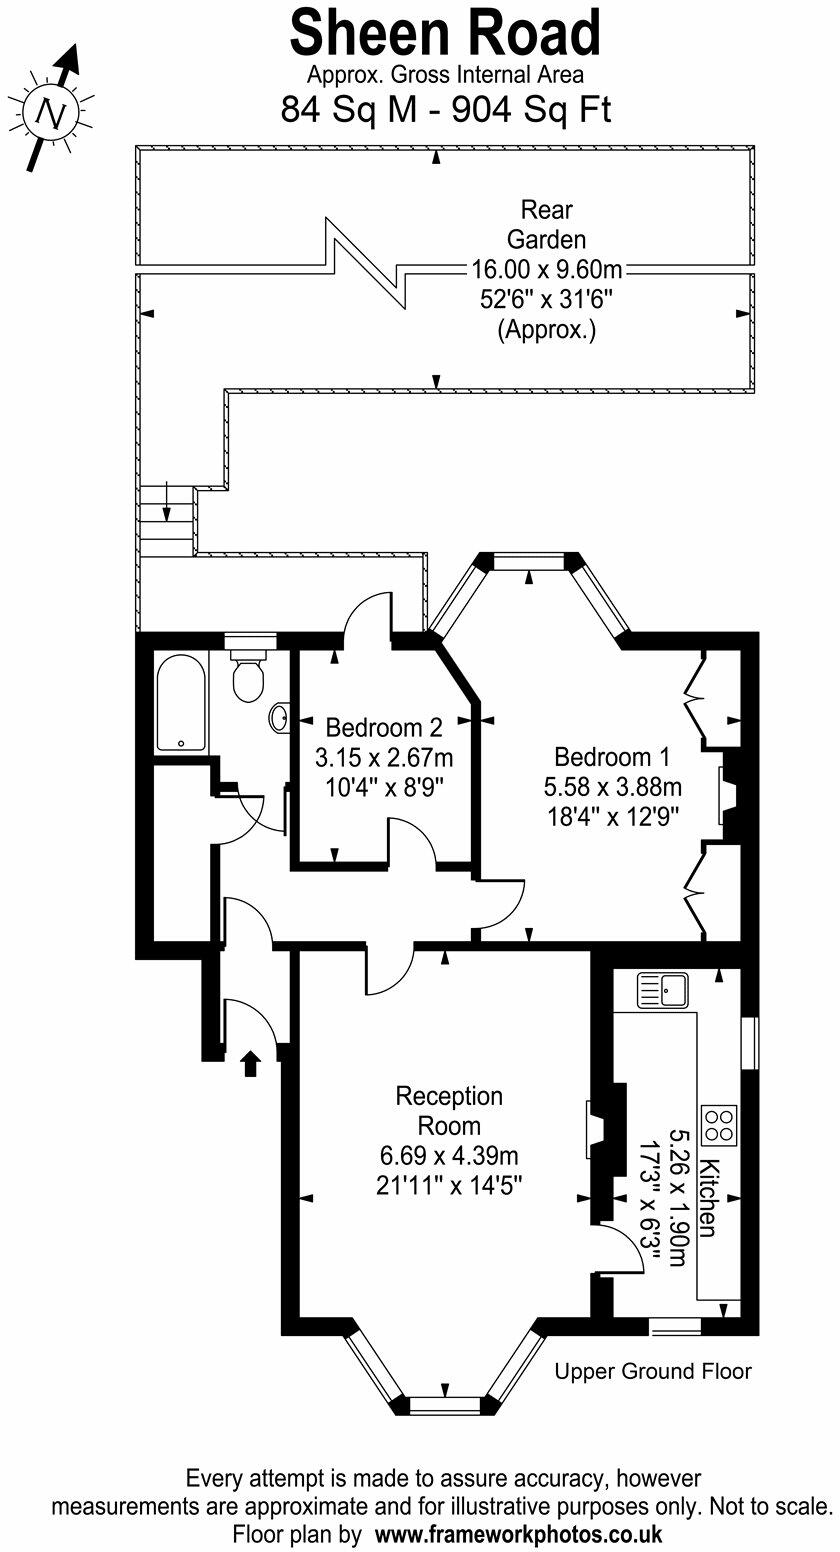 Sheen Road
Approx. Gross Internal Area
84 Sq M - 904 Sq Ft
N
Rear
Garden
16.00 x 9.60m
52'6" x 31'6"
(Approx.)
Bedroom 2
3.15 x 2.67m
10'4" x 8'9"
Bedroom 1
5.58 x 3.88m
18'4" x 12'9"
Reception
Room
6.69 x 4.39m
21'11" x 14'5"
Kitchen
5.26 x 1.90m
17'3" x 6'3"
Upper Ground Floor
Every attempt is made to assure accuracy, however
measurements are approximate and for illustrative purposes only. Not to scale.
Floor plan by www.frameworkphotos.co.uk